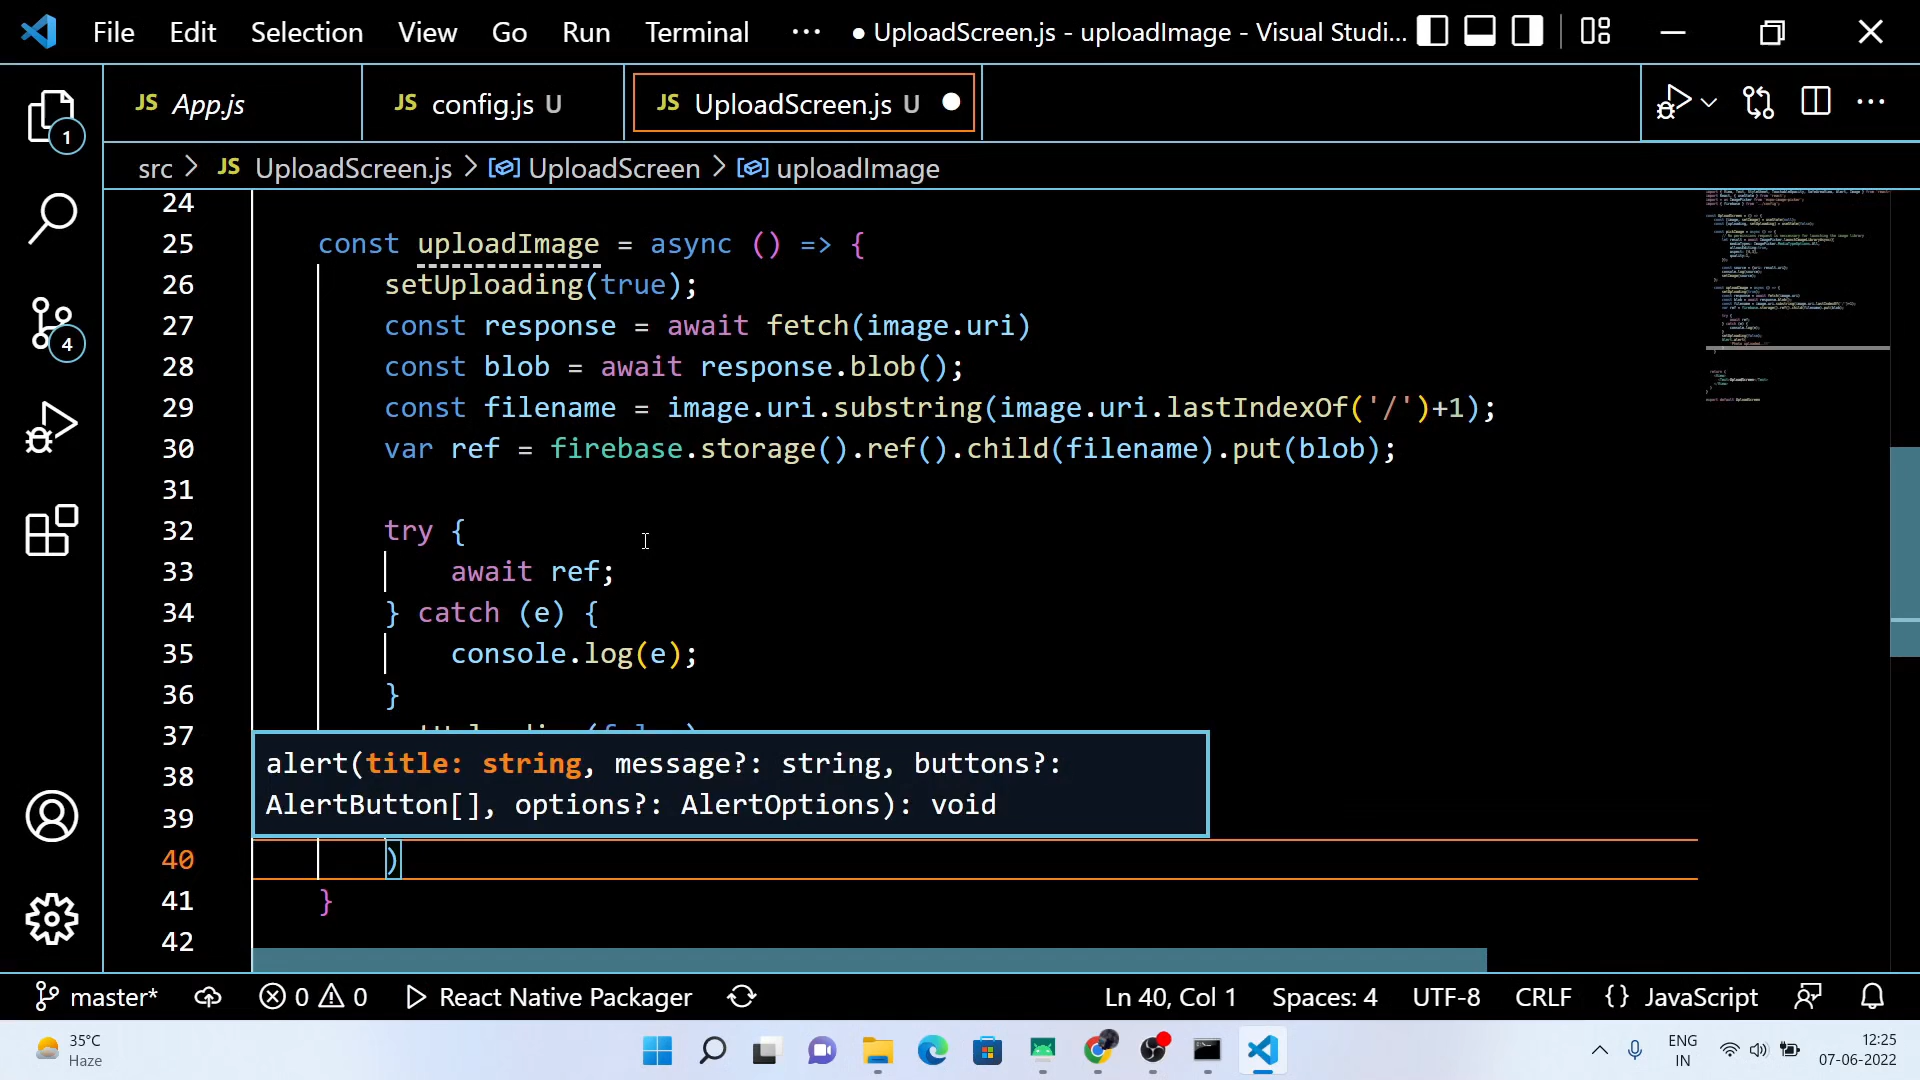 File Edit Selection View Go Run Terminal ··· ● UploadScreen.js - uploadImage - Visual Studi...
JS App.js JS config.js U JS UploadScreen.js U ●
src > JS UploadScreen.js > UploadScreen > uploadImage
24
25 const uploadImage = async () => {
26 setUploading(true);
27 const response = await fetch(image.uri)
28 const blob = await response.blob();
29 const filename = image.uri.substring(image.uri.lastIndexOf('/')+1);
30 var ref = firebase.storage().ref().child(filename).put(blob);
31
32 try {
33 await ref;
34 } catch (e) {
35 console.log(e);
36 }
37
alert(title: string, message?: string, buttons?:
38
AlertButton[], options?: AlertOptions): void
39
40 )
41 }
42
1
4
master* 0 0 React Native Packager Ln 40, Col 1 Spaces: 4 UTF-8 CRLF {} JavaScript
35°C
Haze
ENG
IN
12:25
07-06-2022